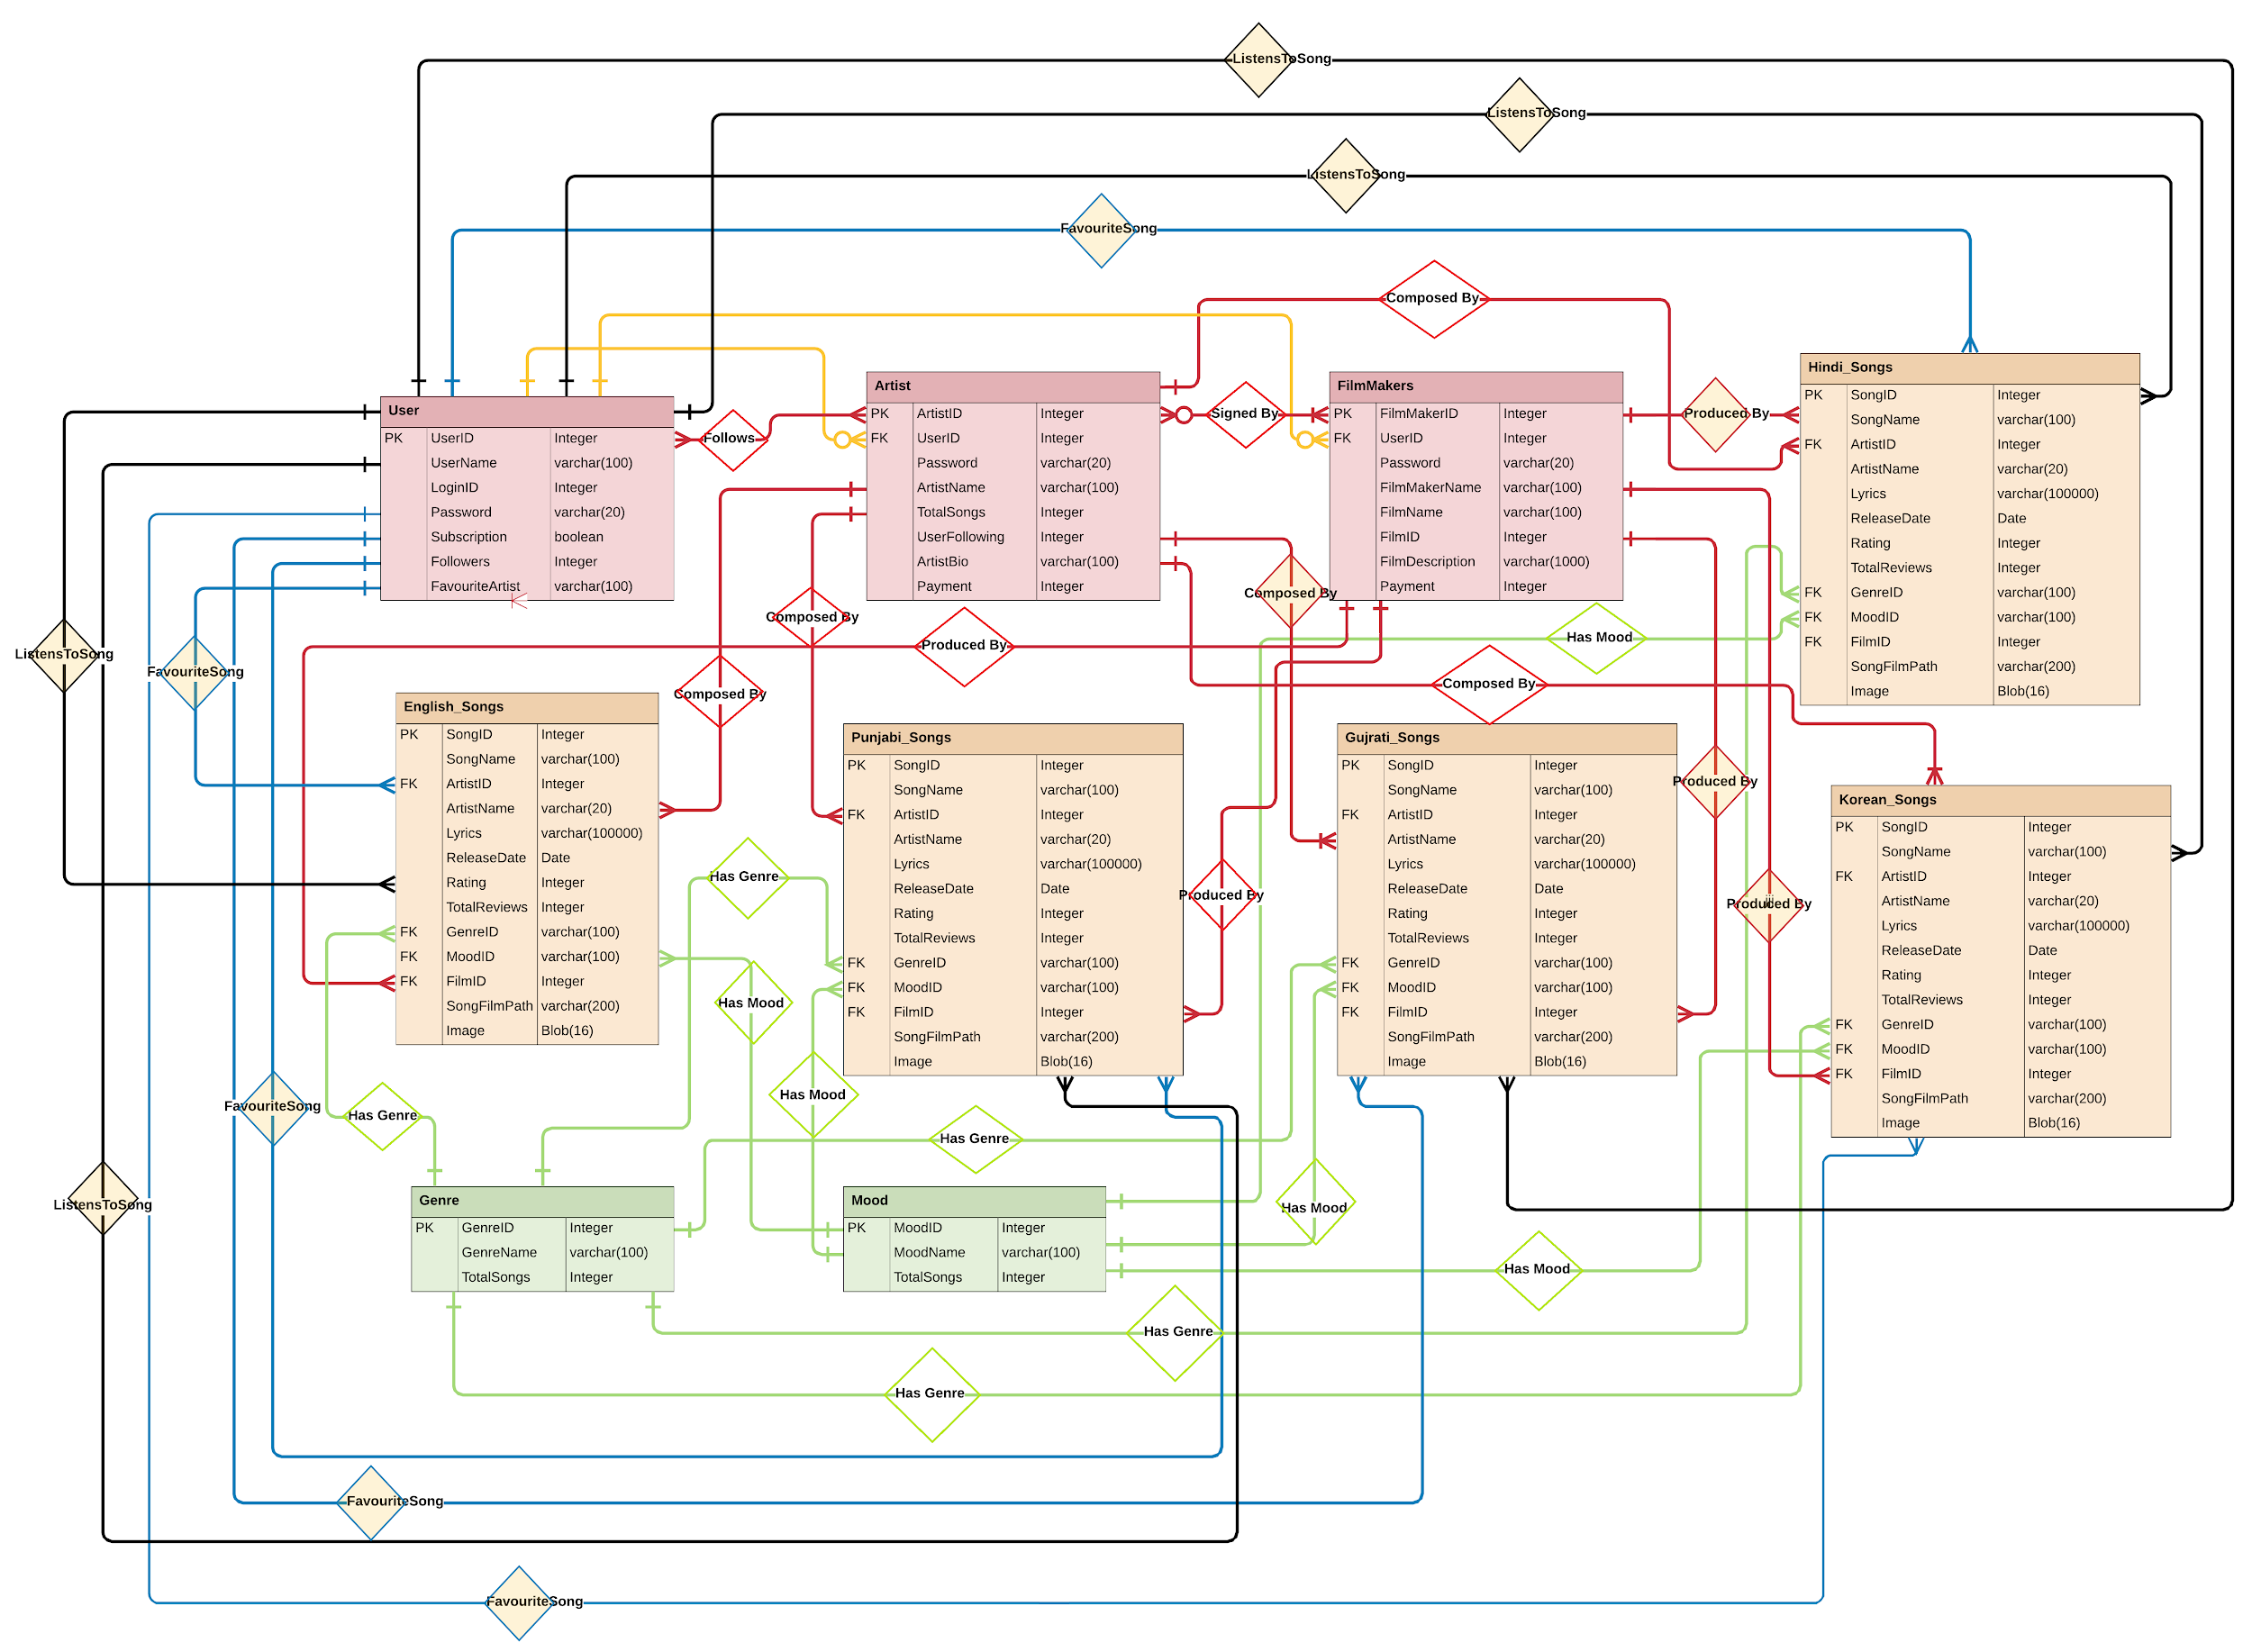 ListensToSong
ListensToSong
ListensToSong
FavouriteSong
Composed By
User
PK UserID Integer
UserName varchar(100)
LoginID Integer
Password varchar(20)
Subscription boolean
Followers Integer
FavouriteArtist varchar(100)
Follows
Artist
PK ArtistID Integer
FK UserID Integer
Password varchar(20)
ArtistName varchar(100)
TotalSongs Integer
UserFollowing Integer
ArtistBio varchar(100)
Payment Integer
Signed By
FilmMakers
PK FilmMakerID Integer
FK UserID Integer
Password varchar(20)
FilmMakerName varchar(100)
FilmName varchar(100)
FilmID Integer
FilmDescription varchar(1000)
Payment Integer
Produced By
Hindi_Songs
PK SongID Integer
SongName varchar(100)
FK ArtistID Integer
ArtistName varchar(20)
Lyrics varchar(100000)
ReleaseDate Date
Rating Integer
TotalReviews Integer
FK GenreID varchar(100)
FK MoodID varchar(100)
FK FilmID Integer
SongFilmPath varchar(200)
Image Blob(16)
ListensToSong
FavouriteSong
Composed By
Composed By
Produced By
Composed By
Has Mood
Composed By
English_Songs
PK SongID Integer
SongName varchar(100)
FK ArtistID Integer
ArtistName varchar(20)
Lyrics varchar(100000)
ReleaseDate Date
Rating Integer
TotalReviews Integer
FK GenreID varchar(100)
FK MoodID varchar(100)
FK FilmID Integer
SongFilmPath varchar(200)
Image Blob(16)
Has Genre
Has Mood
Has Mood
Punjabi_Songs
PK SongID Integer
SongName varchar(100)
FK ArtistID Integer
ArtistName varchar(20)
Lyrics varchar(100000)
ReleaseDate Date
Rating Integer
TotalReviews Integer
FK GenreID varchar(100)
FK MoodID varchar(100)
FK FilmID Integer
SongFilmPath varchar(200)
Image Blob(16)
Produced By
Gujrati_Songs
PK SongID Integer
SongName varchar(100)
FK ArtistID Integer
ArtistName varchar(20)
Lyrics varchar(100000)
ReleaseDate Date
Rating Integer
TotalReviews Integer
FK GenreID varchar(100)
FK MoodID varchar(100)
FK FilmID Integer
SongFilmPath varchar(200)
Image Blob(16)
Produced By
Produced By
Korean_Songs
PK SongID Integer
SongName varchar(100)
FK ArtistID Integer
ArtistName varchar(20)
Lyrics varchar(100000)
ReleaseDate Date
Rating Integer
TotalReviews Integer
FK GenreID varchar(100)
FK MoodID varchar(100)
FK FilmID Integer
SongFilmPath varchar(200)
Image Blob(16)
FavouriteSong
Has Genre
Has Genre
ListensToSong
Genre
PK GenreID Integer
GenreName varchar(100)
TotalSongs Integer
Mood
PK MoodID Integer
MoodName varchar(100)
TotalSongs Integer
Has Mood
Has Mood
Has Genre
Has Genre
FavouriteSong
FavouriteSong